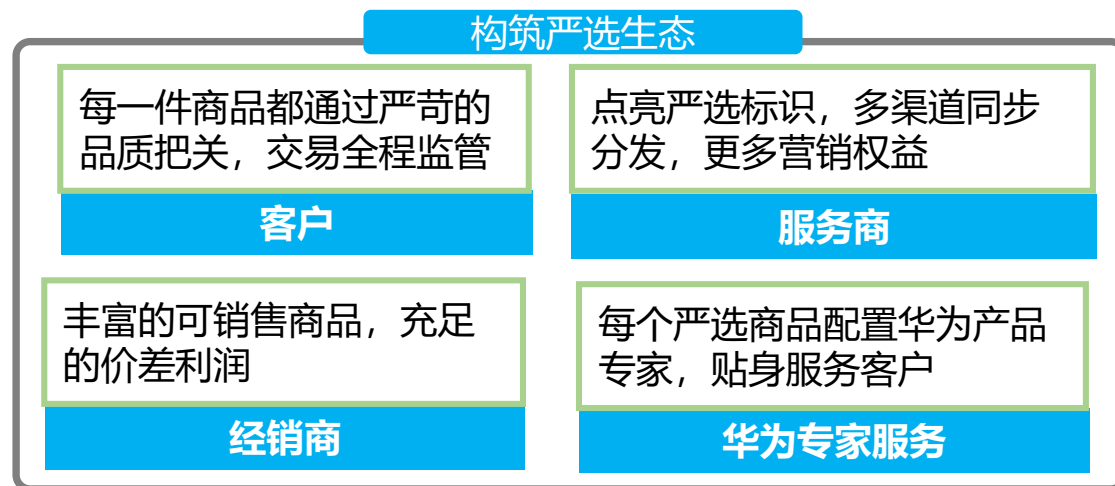 构筑严选生态
每一件商品都通过严苛的
品质把关，交易全程监管
客户
点亮严选标识，多渠道同步
分发，更多营销权益
服务商
丰富的可销售商品，充足
的价差利润
经销商
每个严选商品配置华为产品
专家，贴身服务客户
华为专家服务